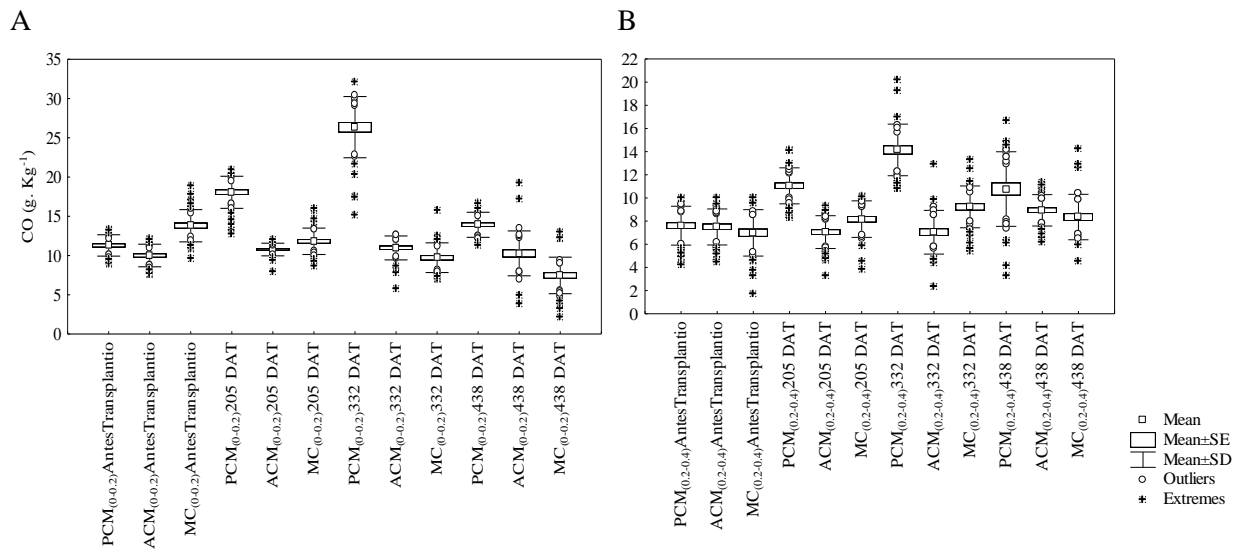 A
CO (g. Kg⁻¹)
35
30
25
20
15
10
5
0
PCM(0-0.2)AntesTransplantio
ACM(0-0.2)AntesTransplantio
MC(0-0.2)AntesTransplantio
PCM(0-0.2)205 DAT
ACM(0-0.2)205 DAT
MC(0-0.2)205 DAT
PCM(0-0.2)332 DAT
ACM(0-0.2)332 DAT
MC(0-0.2)332 DAT
PCM(0-0.2)438 DAT
ACM(0-0.2)438 DAT
MC(0-0.2)438 DAT
B
22
20
18
16
14
12
10
8
6
4
2
0
PCM(0.2-0.4)AntesTransplantio
ACM(0.2-0.4)AntesTransplantio
MC(0.2-0.4)AntesTransplantio
PCM(0.2-0.4)205 DAT
ACM(0.2-0.4)205 DAT
MC(0.2-0.4)205 DAT
PCM(0.2-0.4)332 DAT
ACM(0.2-0.4)332 DAT
MC(0.2-0.4)332 DAT
PCM(0.2-0.4)438 DAT
ACM(0.2-0.4)438 DAT
MC(0.2-0.4)438 DAT
Mean
Mean±SE
Mean±SD
Outliers
Extremes